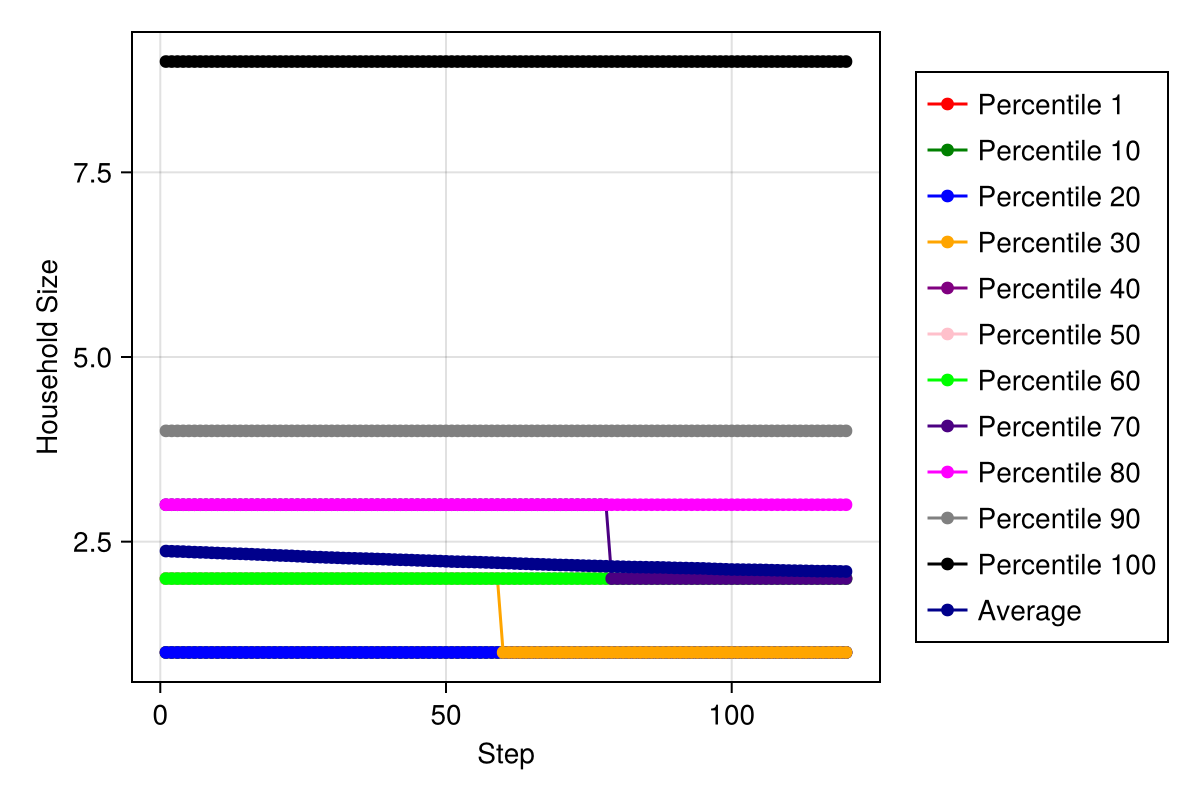 7.5
5.0
2.5
Household Size
0
50
100
Step
Percentile 1
Percentile 10
Percentile 20
Percentile 30
Percentile 40
Percentile 50
Percentile 60
Percentile 70
Percentile 80
Percentile 90
Percentile 100
Average